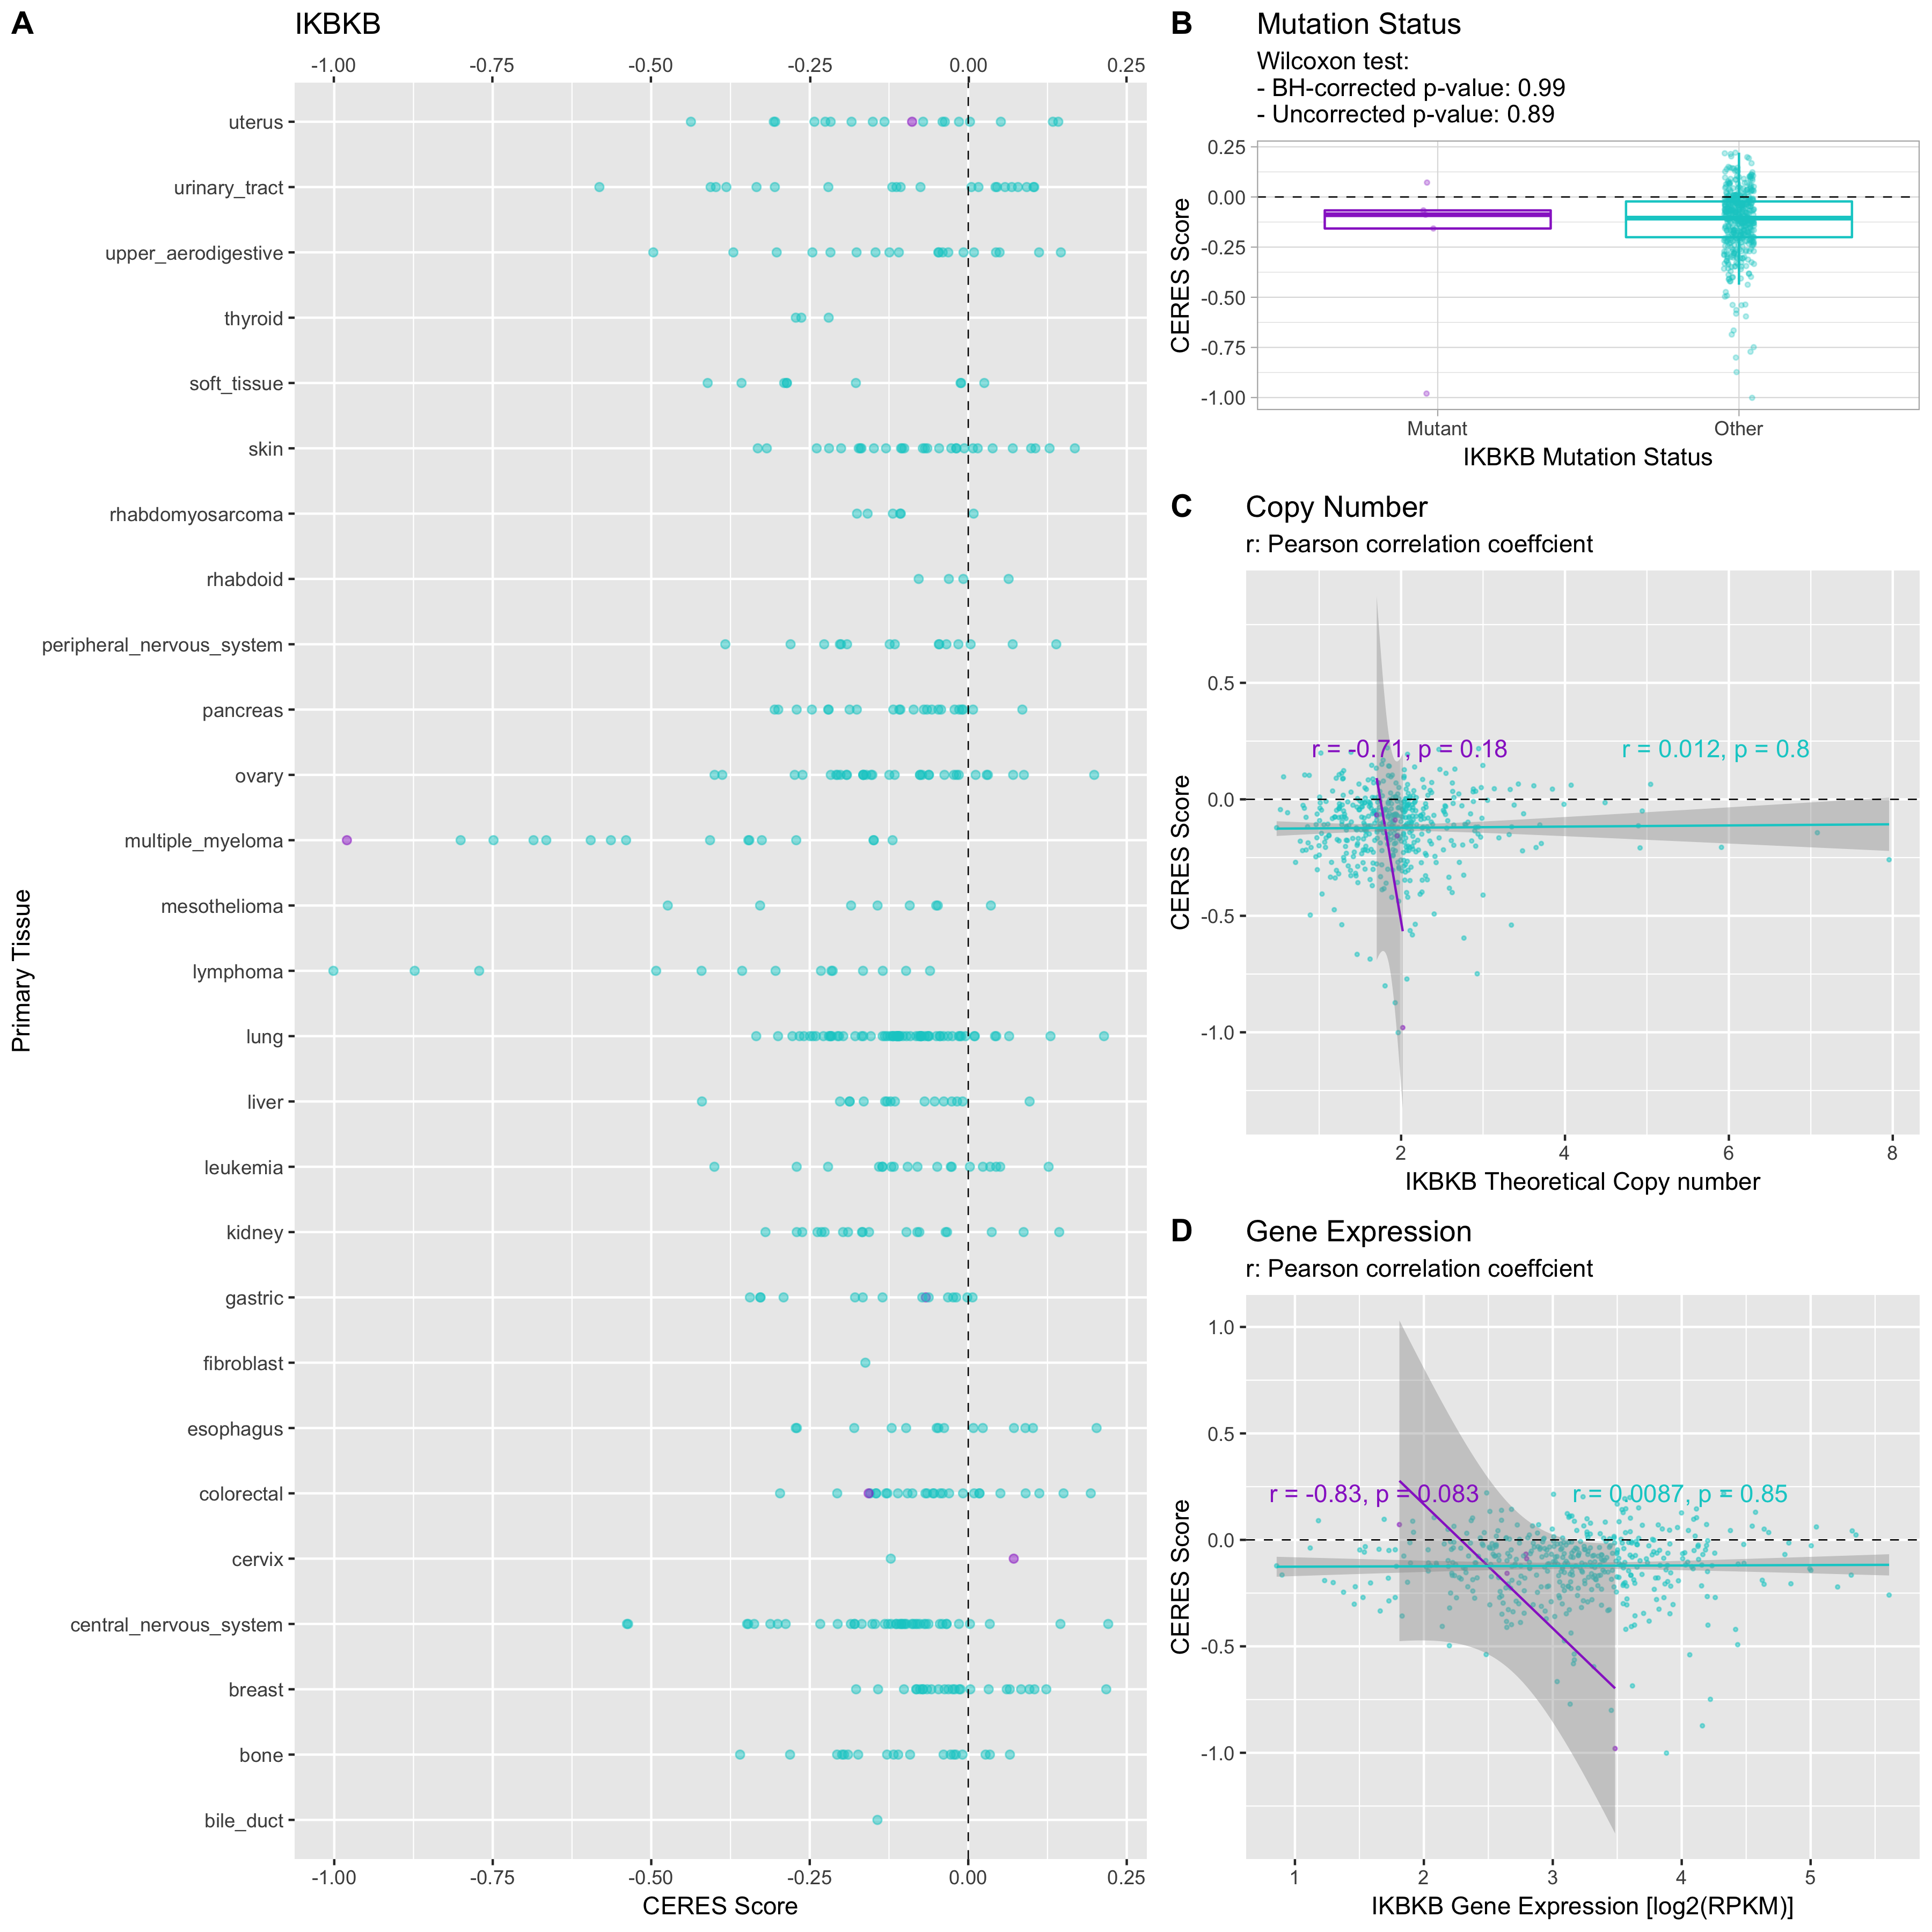 A
IKBKB
-1.00 -0.75 -0.50 -0.25 0.00 0.25
uterus
urinary_tract
upper_aerodigestive
thyroid
soft_tissue
skin
rhabdomyosarcoma
rhabdoid
peripheral_nervous_system
pancreas
ovary
multiple_myeloma
mesothelioma
lymphoma
lung
liver
leukemia
kidney
gastric
fibroblast
esophagus
colorectal
cervix
central_nervous_system
breast
bone
bile_duct
Primary Tissue
-1.00 -0.75 -0.50 -0.25 0.00 0.25
CERES Score
B
Mutation Status
Wilcoxon test:
- BH-corrected p-value: 0.99
- Uncorrected p-value: 0.89
0.25
0.00
-0.25
-0.50
-0.75
-1.00
CERES Score
Mutant Other
IKBKB Mutation Status
C
Copy Number
r: Pearson correlation coeffcient
0.5
0.0
-0.5
-1.0
CERES Score
r = -0.71, p = 0.18
r = 0.012, p = 0.8
2 4 6 8
IKBKB Theoretical Copy number
D
Gene Expression
r: Pearson correlation coeffcient
1.0
0.5
0.0
-0.5
-1.0
CERES Score
r = -0.83, p = 0.083
r = 0.0087, p = 0.85
1 2 3 4 5
IKBKB Gene Expression [log2(RPKM)]